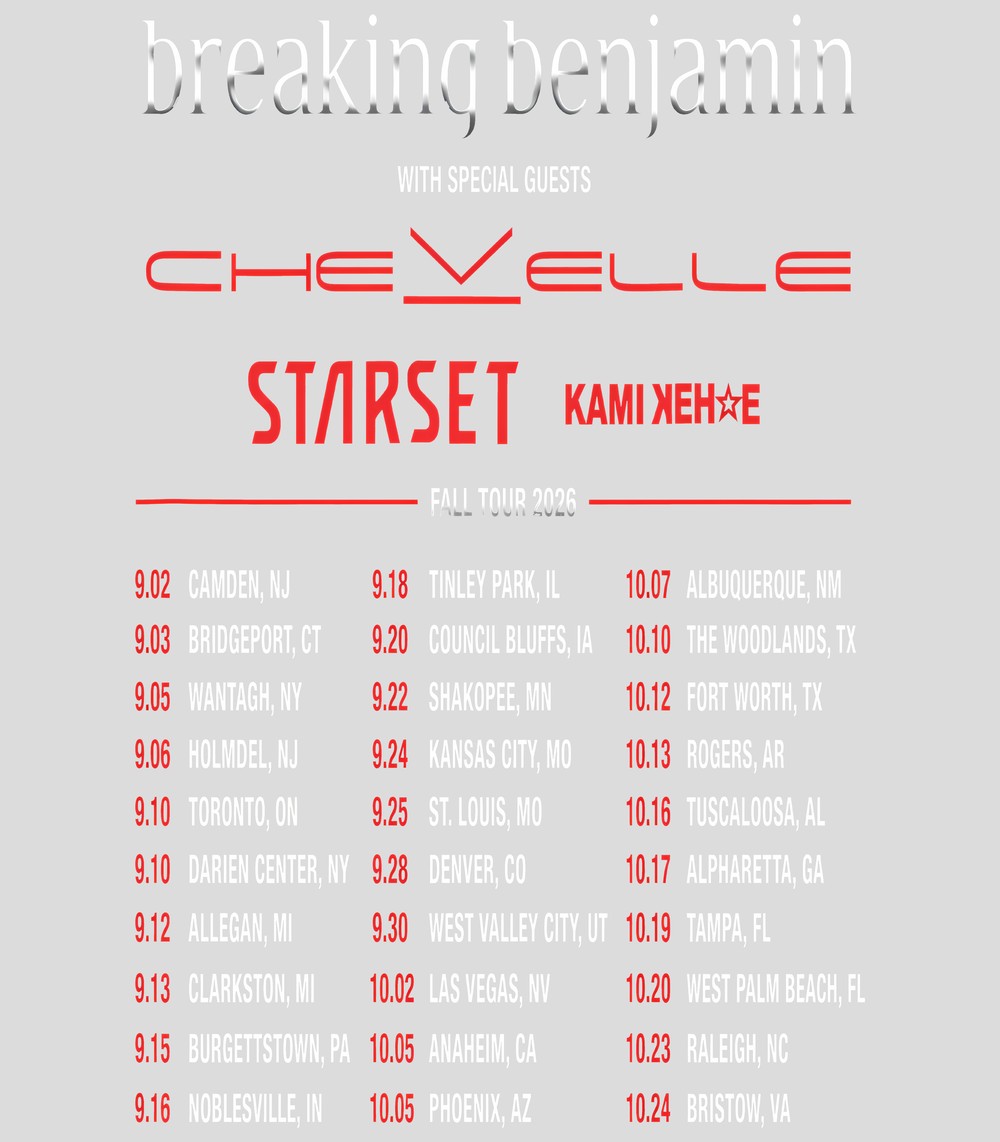 breaking benjamin
WITH SPECIAL GUESTS
CHEVELLE
STARSET
KAMI KEHOE
FALL TOUR 2026
9.02 CAMDEN, NJ
9.03 BRIDGEPORT, CT
9.05 WANTAGH, NY
9.06 HOLMDEL, NJ
9.10 TORONTO, ON
9.10 DARIEN CENTER, NY
9.12 ALLEGAN, MI
9.13 CLARKSTON, MI
9.15 BURGETTSTOWN, PA
9.16 NOBLESVILLE, IN
9.18 TINLEY PARK, IL
9.20 COUNCIL BLUFFS, IA
9.22 SHAKOPEE, MN
9.24 KANSAS CITY, MO
9.25 ST. LOUIS, MO
9.28 DENVER, CO
9.30 WEST VALLEY CITY, UT
10.02 LAS VEGAS, NV
10.05 ANAHEIM, CA
10.05 PHOENIX, AZ
10.07 ALBUQUERQUE, NM
10.10 THE WOODLANDS, TX
10.12 FORT WORTH, TX
10.13 ROGERS, AR
10.16 TUSCALOOSA, AL
10.17 ALPHARETTA, GA
10.19 TAMPA, FL
10.20 WEST PALM BEACH, FL
10.23 RALEIGH, NC
10.24 BRISTOW, VA